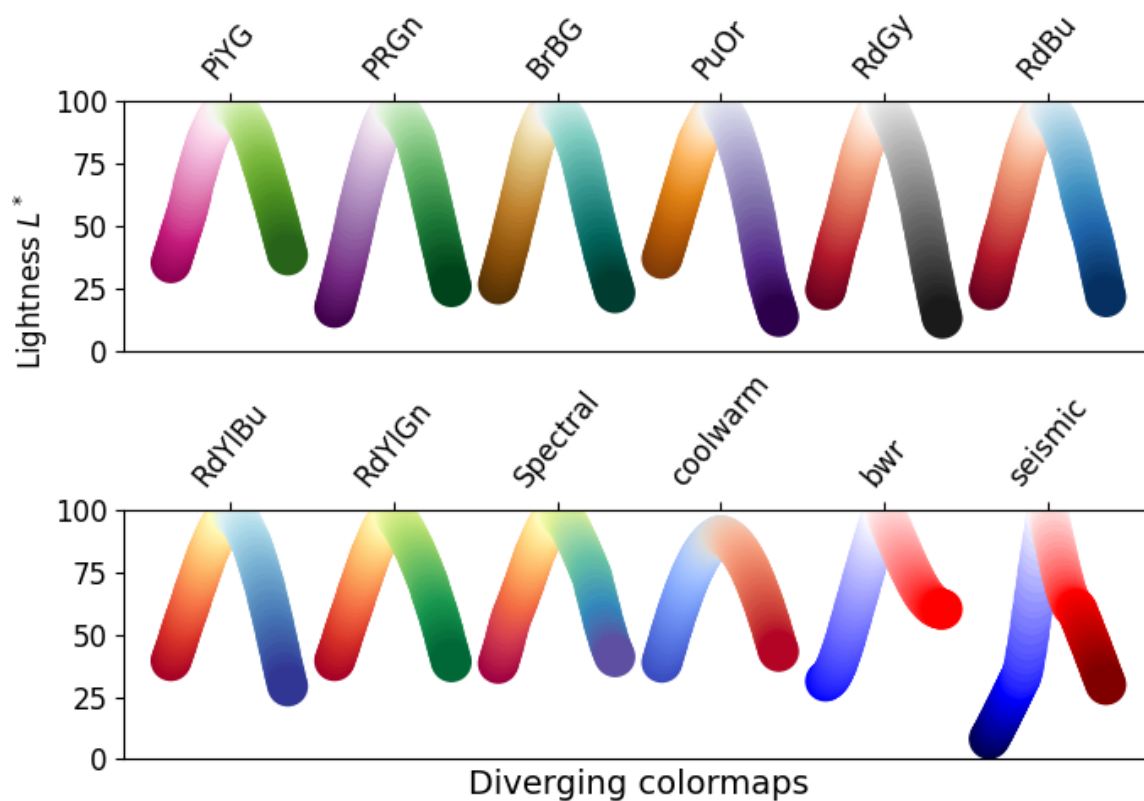 PiYG PRGn BrBG PuOr RdGy RdBu
100
75
50
25
0
Lightness L*
RdYlBu RdYlGn Spectral coolwarm bwr seismic
100
75
50
25
0
Diverging colormaps